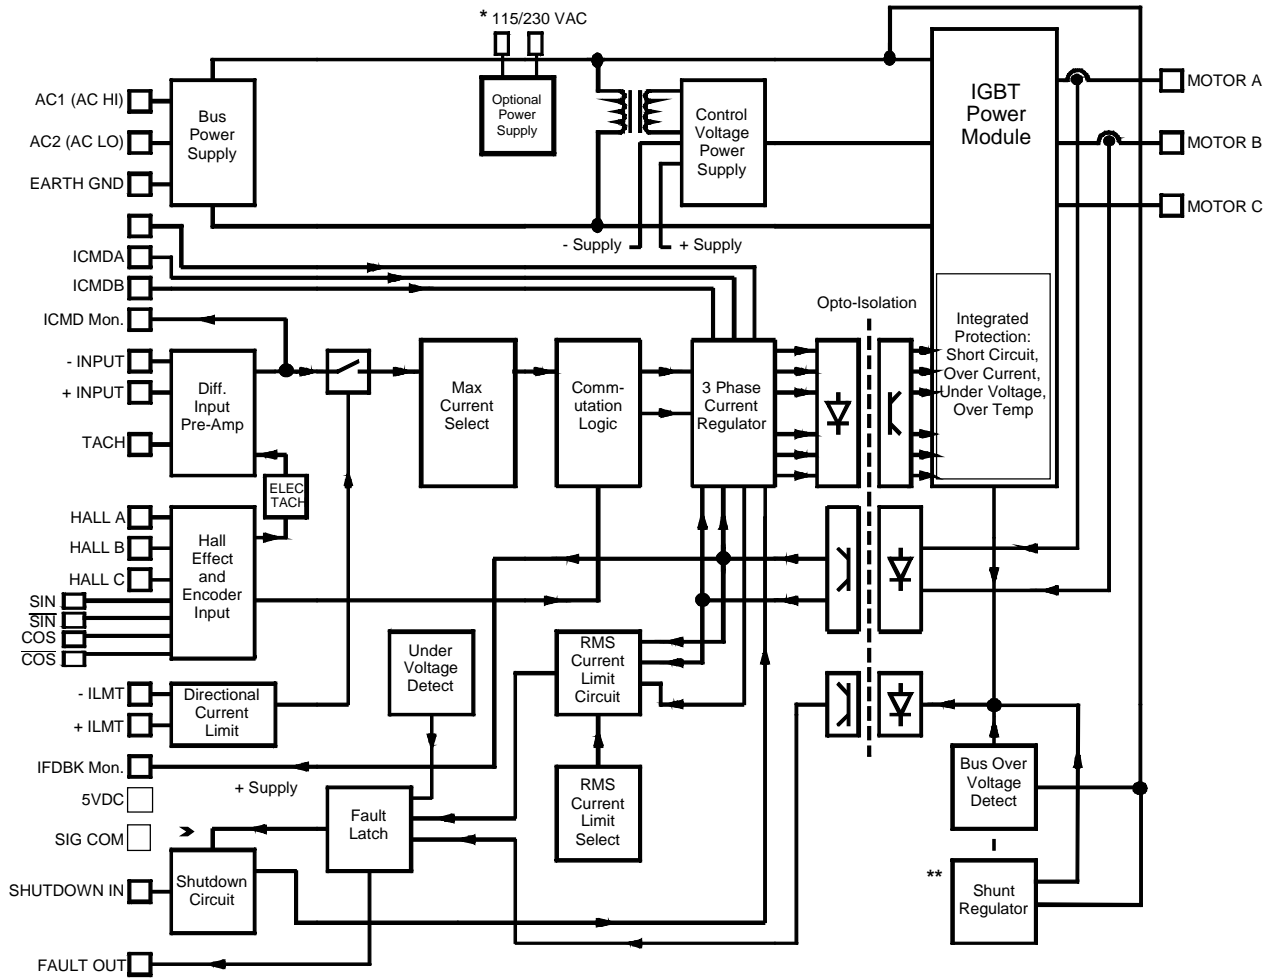 * 115/230 VAC
AC1 (AC HI)
AC2 (AC LO)
EARTH GND
Bus
Power
Supply
Optional
Power
Supply
Control
Voltage
Power
Supply
IGBT
Power
Module
MOTOR A
MOTOR B
MOTOR C
- Supply
+ Supply
ICMDA
ICMDB
ICMD Mon.
- INPUT
+ INPUT
TACH
Diff.
Input
Pre-Amp
Max
Current
Select
Comm-
utation
Logic
3 Phase
Current
Regulator
Opto-Isolation
Integrated
Protection:
Short Circuit,
Over Current,
Under Voltage,
Over Temp
ELEC
TACH
HALL A
HALL B
HALL C
SIN
SIN
COS
COS
Hall
Effect
and
Encoder
Input
Under
Voltage
Detect
RMS
Current
Limit
Circuit
- ILMT
+ ILMT
Directional
Current
Limit
IFDBK Mon.
+ Supply
5VDC
SIG COM
Fault
Latch
RMS
Current
Limit
Select
Bus Over
Voltage
Detect
SHUTDOWN IN
Shutdown
Circuit
**
Shunt
Regulator
FAULT OUT